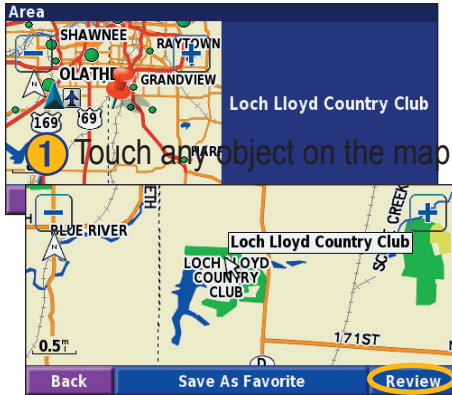 Area
SHAWNEE
RAYTOWN
OLATHE
GRANDVIEW
Loch Lloyd Country Club
169
69
1 Touch any object on the map
BLUE RIVER
Loch Lloyd Country Club
LOCH LLOYD
COUNTRY
CLUB
171ST
D
0.5
Back
Save As Favorite
Review